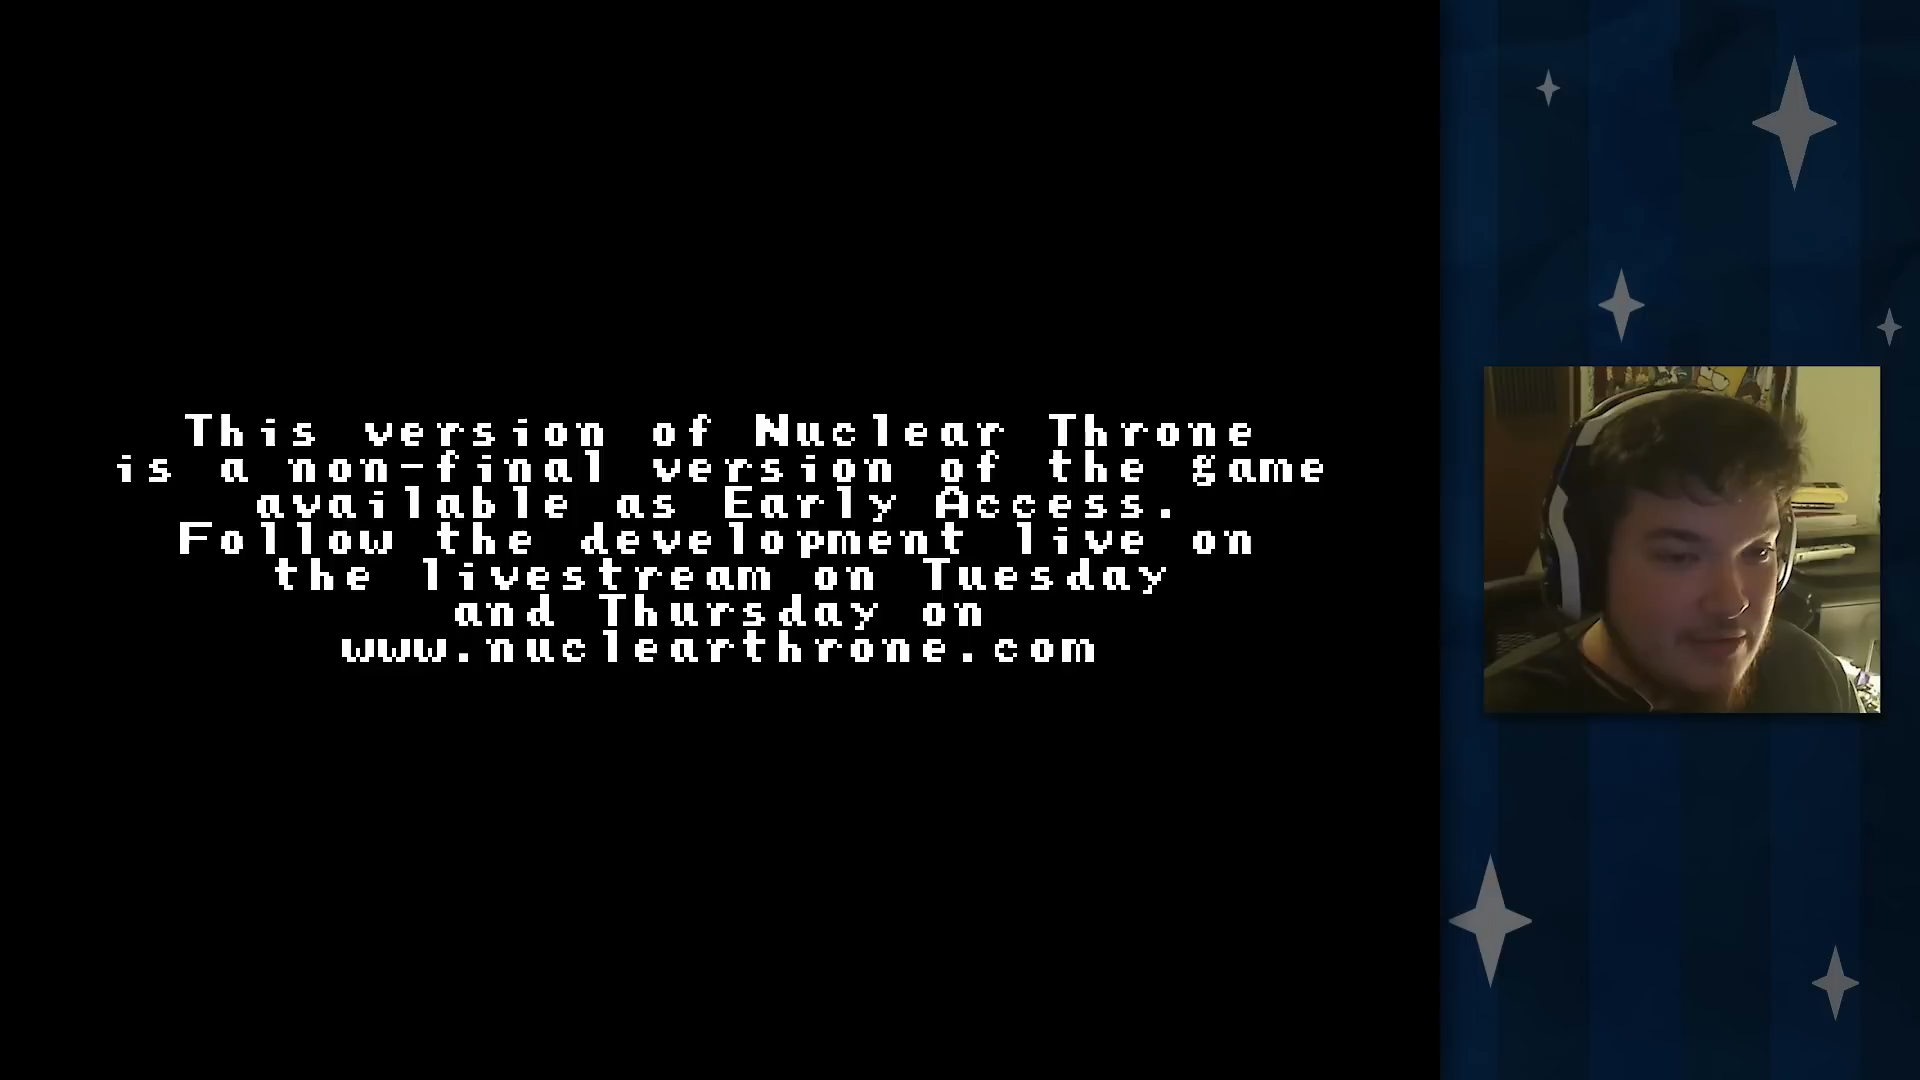 This version of Nuclear Throne
is a non-final version of the game
available as Early Access.
Follow the development live on
the livestream on Tuesday
and Thursday on
www.nuclearthrone.com